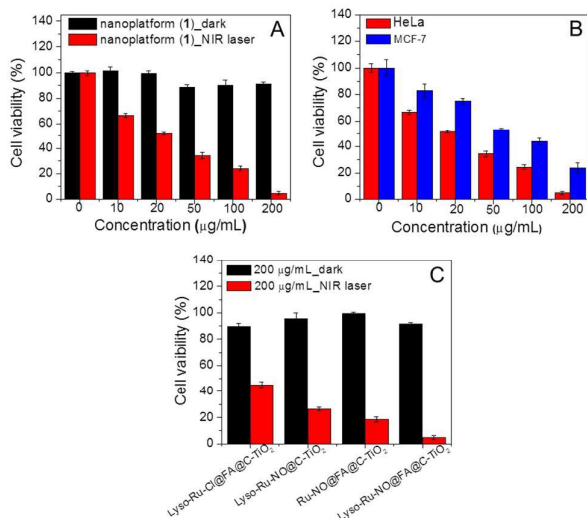 A
nanoplatform (1)_dark
nanoplatform (1)_NIR laser
Cell viability (%)
140
120
100
80
60
40
20
0
0 10 20 50 100 200
Concentration (μg/mL)
B
HeLa
MCF-7
Cell viability (%)
140
120
100
80
60
40
20
0
0 10 20 50 100 200
Concentration (μg/mL)
C
200 μg/mL_dark
200 μg/mL_NIR laser
Cell vaibility (%)
140
120
100
80
60
40
20
0
Lyso-Ru-Cl@FA@C-TiO₂
Lyso-Ru-NO@C-TiO₂
Ru-NO@FA@C-TiO₂
Lyso-Ru-NO@FA@C-TiO₂